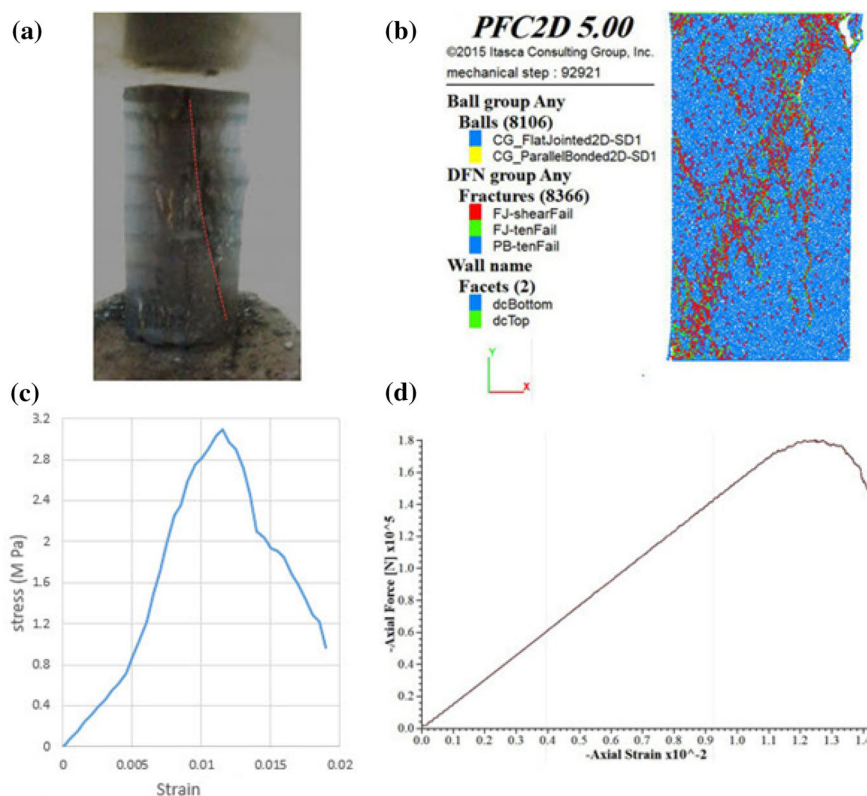 (a)
(b)
PFC2D 5.00
©2015 Itasca Consulting Group, Inc.
mechanical step : 92921
Ball group Any
Balls (8106)
CG_FlatJointed2D-SD1
CG_ParallelBonded2D-SD1
DFN group Any
Fractures (8366)
FJ-shearFail
FJ-tenFail
PB-tenFail
Wall name
Facets (2)
dcBottom
dcTop
Y
X
(c)
3.2
2.8
2.4
2
1.6
1.2
0.8
0.4
0
stress (M Pa)
0
0.005
0.01
0.015
0.02
Strain
(d)
1.8
1.6
1.4
1.2
1.0
0.8
0.6
0.4
0.2
0.0
-Axial Force [N] x10^5
0.0 0.1 0.2 0.3 0.4 0.5 0.6 0.7 0.8 0.9 1.0 1.1 1.2 1.3 1.4
-Axial Strain x10^-2